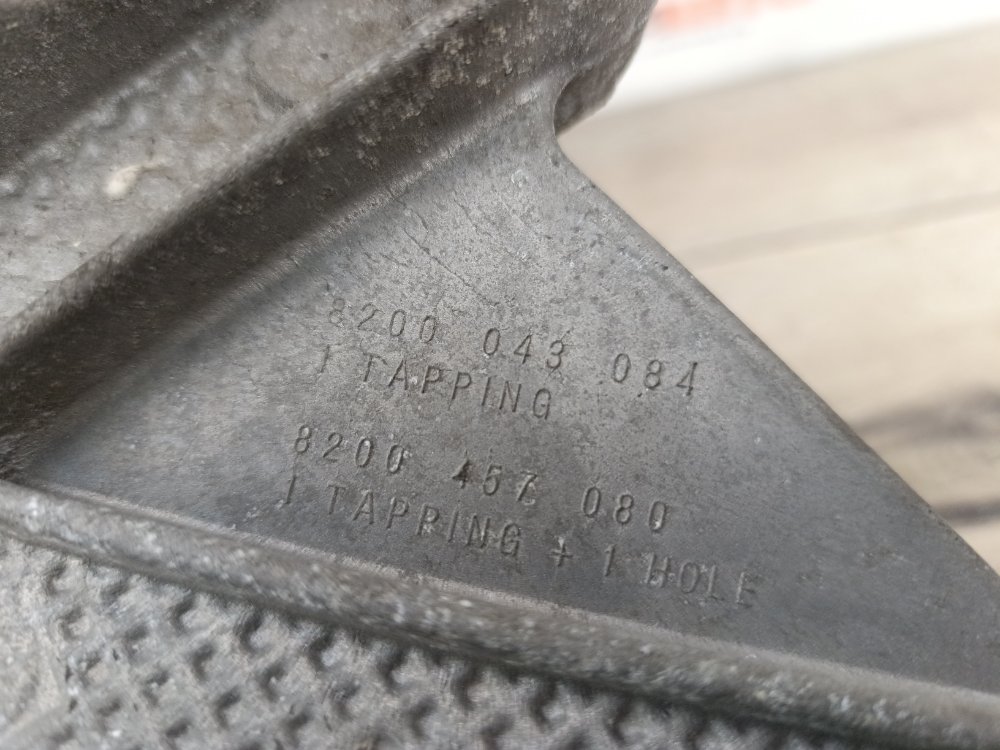 8200 043 084
1 TAPPING
8200 457 080
1 TAPPING + 1 HOLE